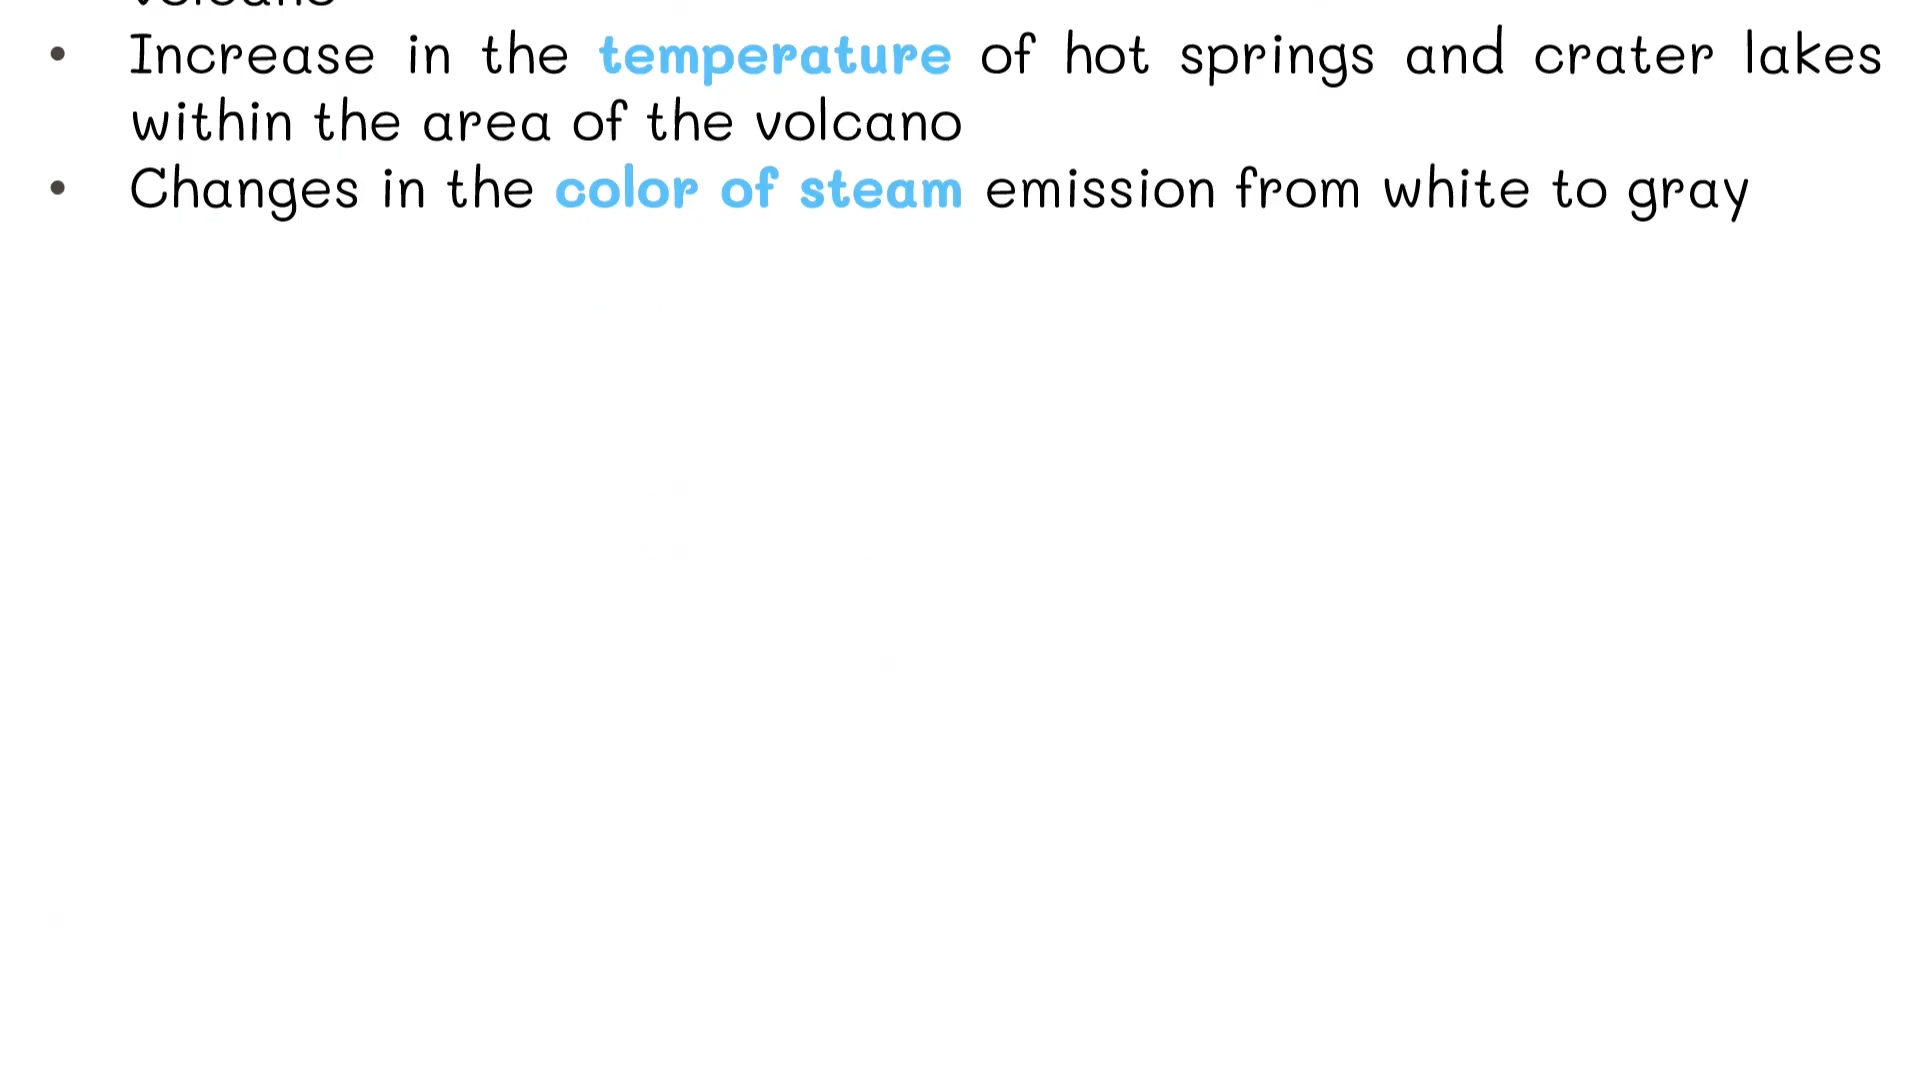 volcano
• Increase in the temperature of hot springs and crater lakes
within the area of the volcano
• Changes in the color of steam emission from white to gray